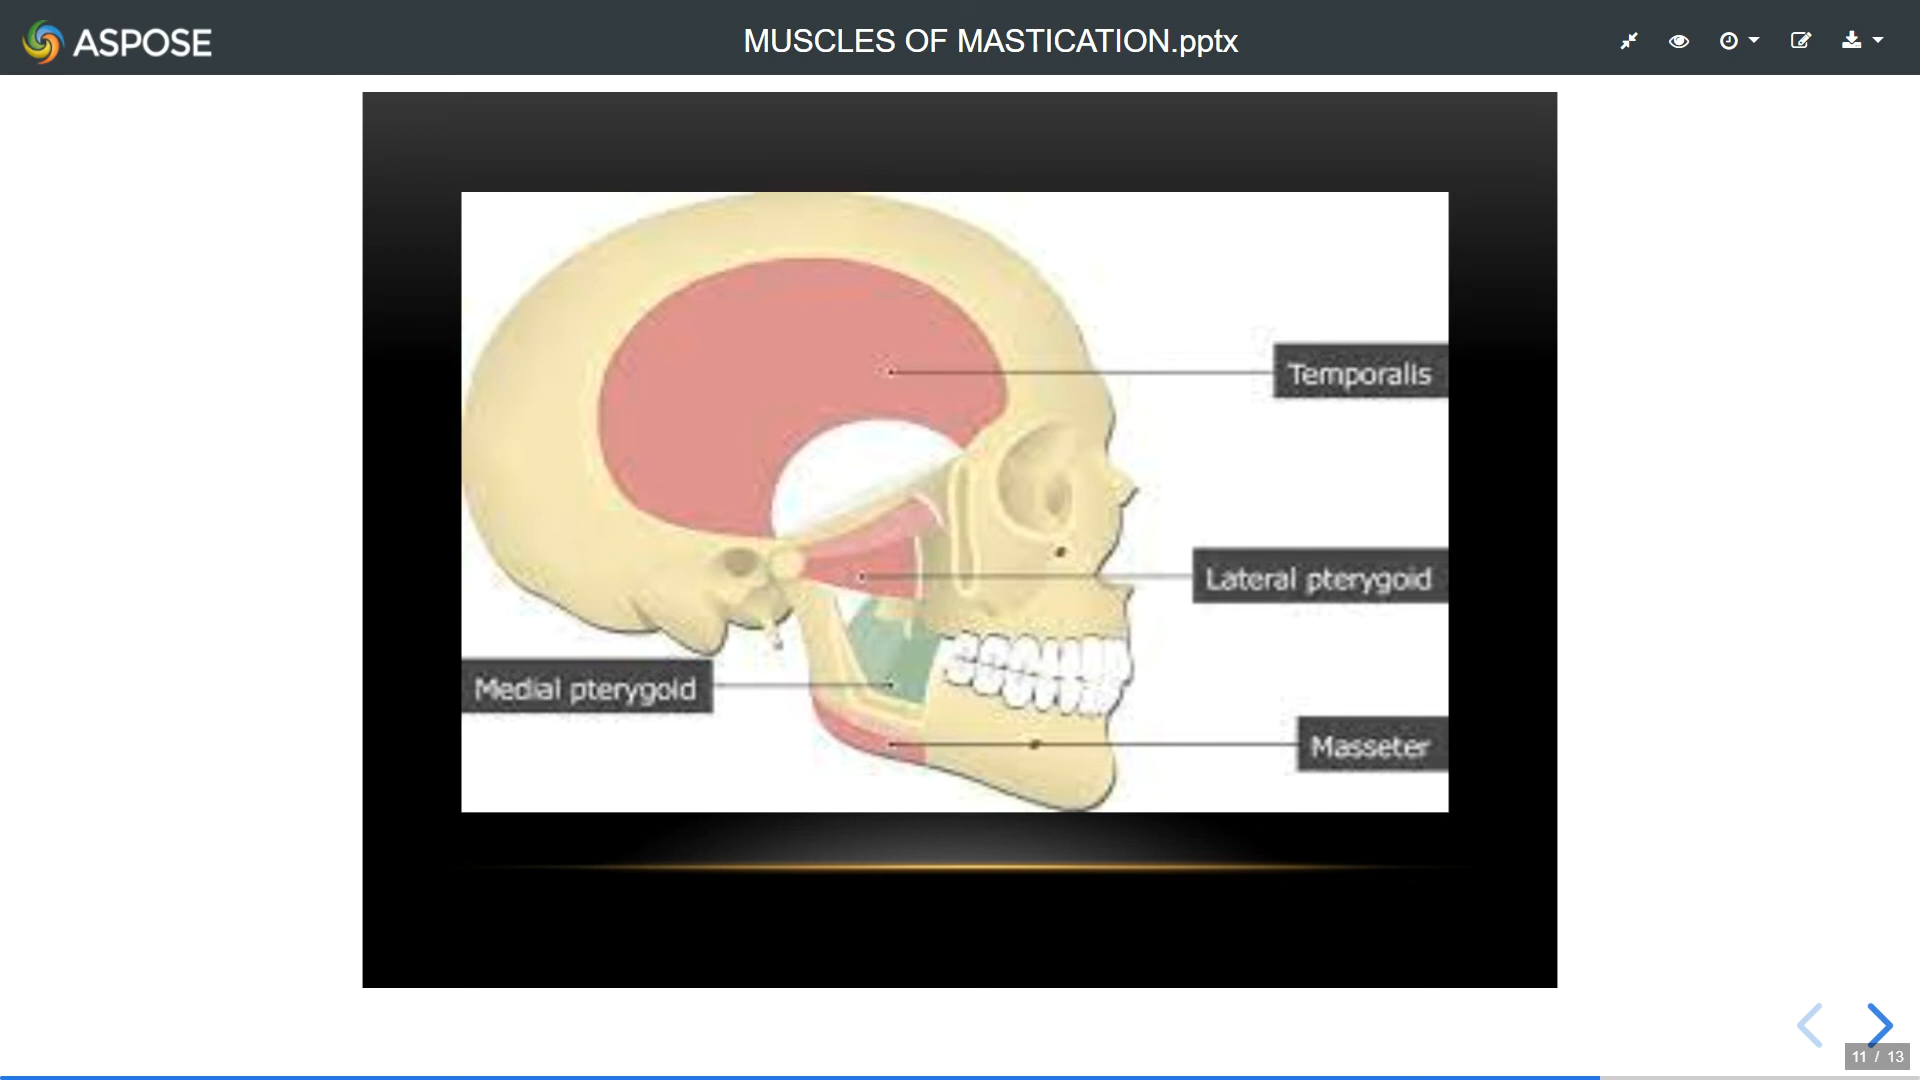 ASPOSE
MUSCLES OF MASTICATION.pptx
Temporalis
Lateral pterygoid
Medial pterygoid
Masseter
11 / 13